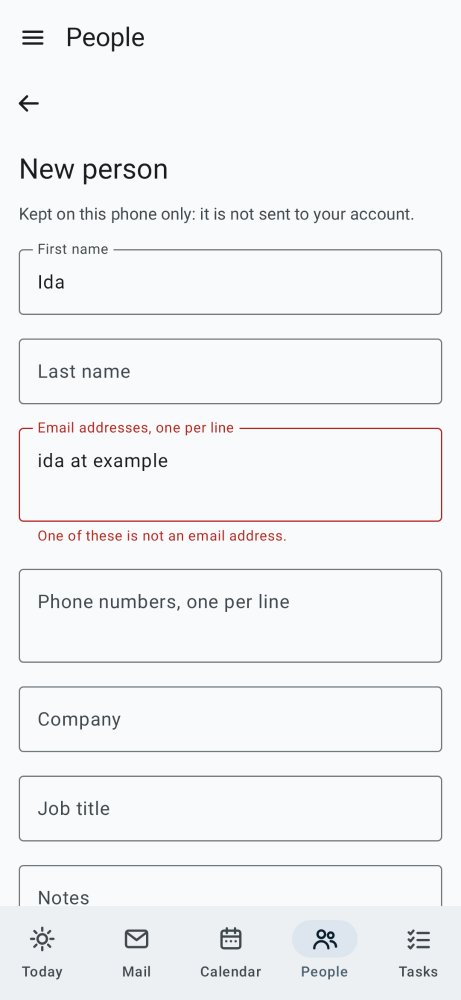 People
New person
Kept on this phone only: it is not sent to your account.
First name
Ida
Last name
Email addresses, one per line
ida at example
One of these is not an email address.
Phone numbers, one per line
Company
Job title
Notes
Today
Mail
Calendar
People
Tasks